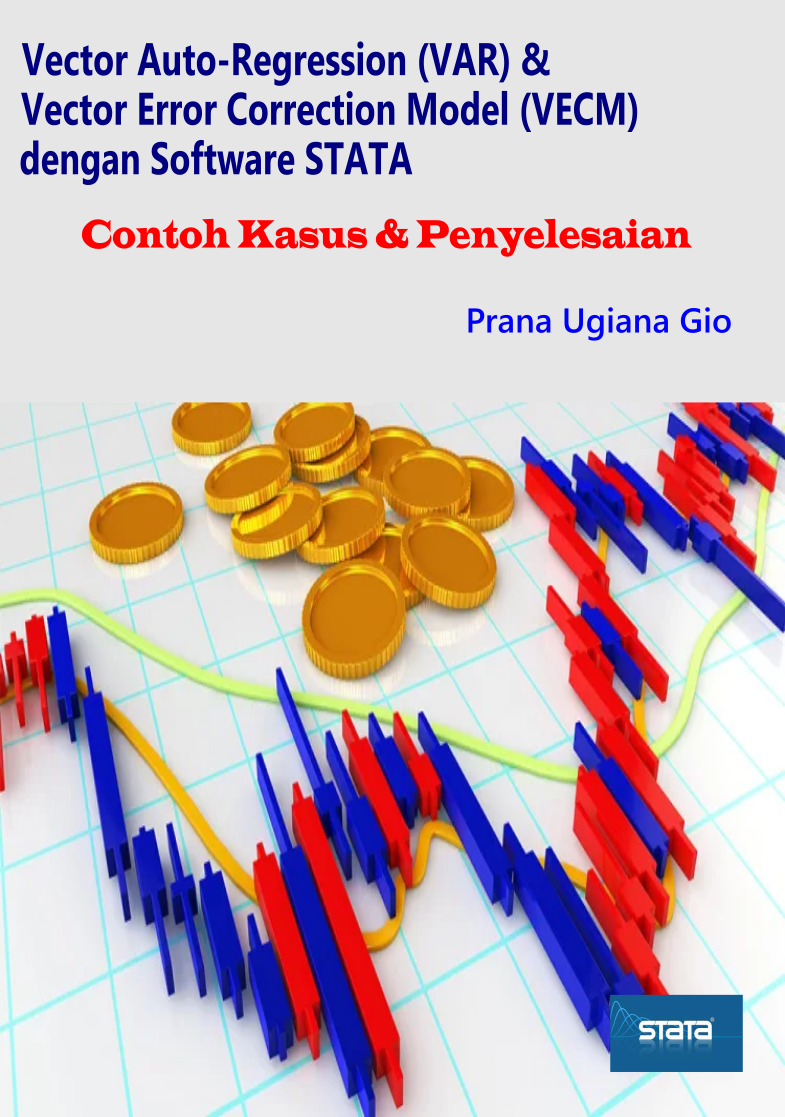 Vector Auto-Regression (VAR) &
Vector Error Correction Model (VECM)
dengan Software STATA
Contoh Kasus & Penyelesaian
Prana Ugiana Gio
STATA